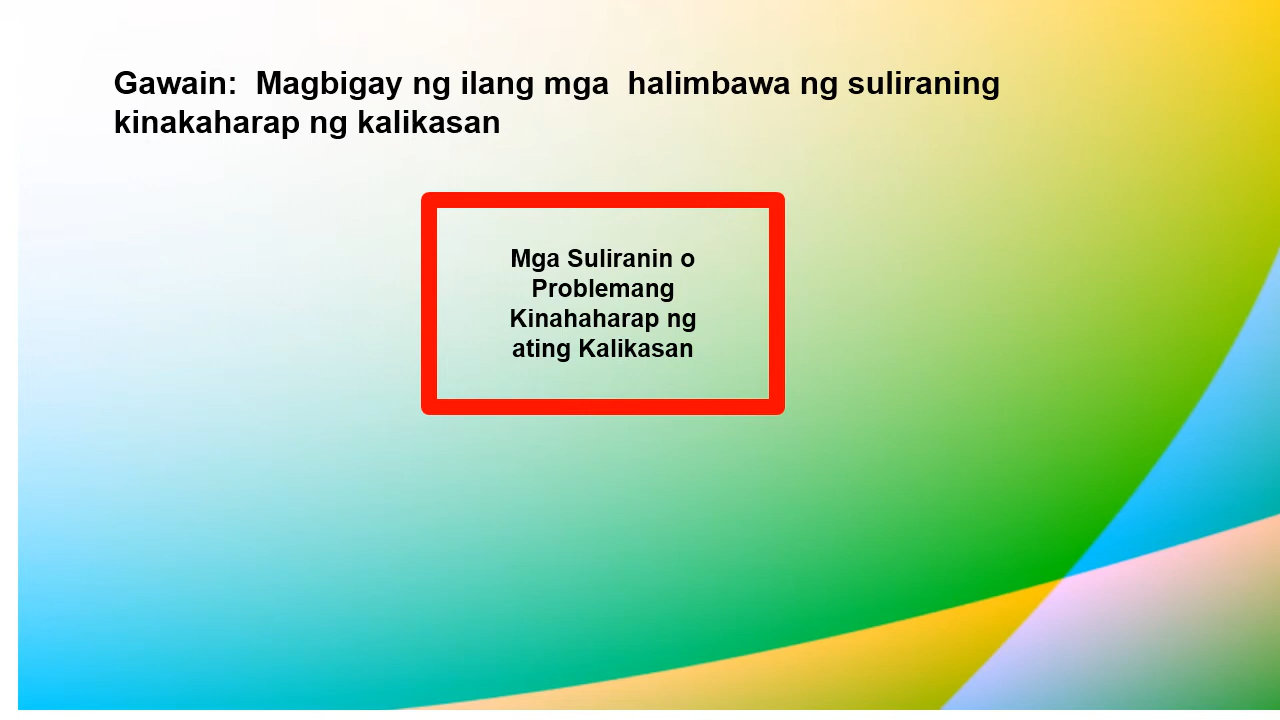 Gawain:  Magbigay ng ilang mga  halimbawa ng suliraning
kinakaharap ng kalikasan
Mga Suliranin o
Problemang
Kinahaharap ng
ating Kalikasan